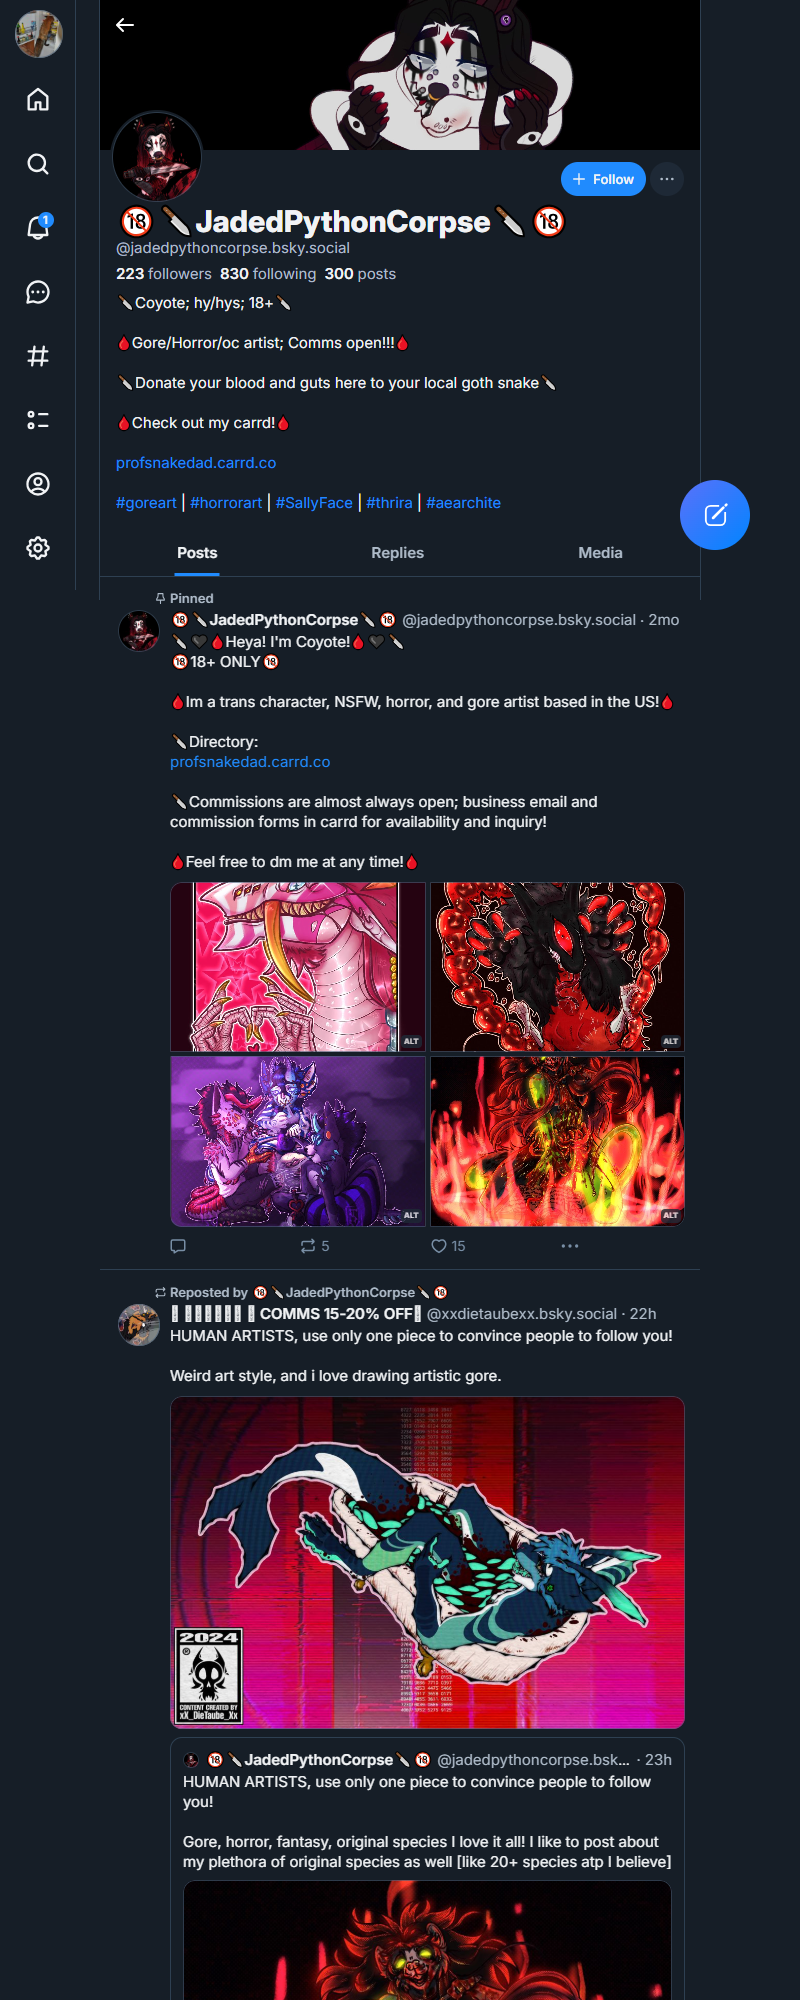 + Follow
🔞🔪JadedPythonCorpse🔪🔞
@jadedpythoncorpse.bsky.social
223 followers 830 following 300 posts
🔪Coyote; hy/hys; 18+🔪
🩸Gore/Horror/oc artist; Comms open!!!🩸
🔪Donate your blood and guts here to your local goth snake🔪
🩸Check out my carrd!🩸
profsnakedad.carrd.co
#goreart | #horrorart | #SallyFace | #thrira | #aearchite
1
Posts Replies Media
Pinned
🔞🔪JadedPythonCorpse🔪🔞 @jadedpythoncorpse.bsky.social · 2mo
🔪🖤🩸Heya! I'm Coyote!🩸🖤🔪
🔞18+ ONLY🔞
🩸Im a trans character, NSFW, horror, and gore artist based in the US!🩸
🔪Directory:
profsnakedad.carrd.co
🔪Commissions are almost always open; business email and
commission forms in carrd for availability and inquiry!
🩸Feel free to dm me at any time!🩸
ALT
ALT
ALT
ALT
5 15
Reposted by 🔞🔪JadedPythonCorpse🔪🔞
COMMS 15-20% OFF @xxdietaubexx.bsky.social · 22h
HUMAN ARTISTS, use only one piece to convince people to follow you!
Weird art style, and i love drawing artistic gore.
2024
®
CONTENT CREATED BY
xX_DieTaube_Xx
🔞🔪JadedPythonCorpse🔪🔞 @jadedpythoncorpse.bsk... · 23h
HUMAN ARTISTS, use only one piece to convince people to follow
you!
Gore, horror, fantasy, original species I love it all! I like to post about
my plethora of original species as well [like 20+ species atp I believe]